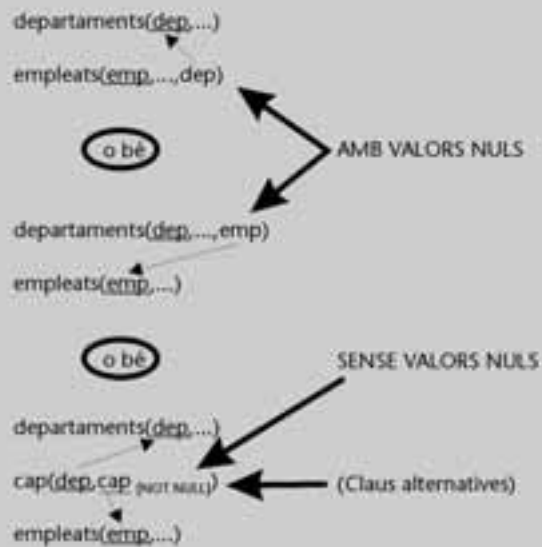 departaments(dep,...)
empleats(emp,...,dep)
o bé
AMB VALORS NULS
departaments(dep,...,emp)
empleats(emp,...)
o bé
SENSE VALORS NULS
departaments(dep,...)
cap(dep,cap (NOT NULL))
(Claus alternatives)
empleats(emp,...)